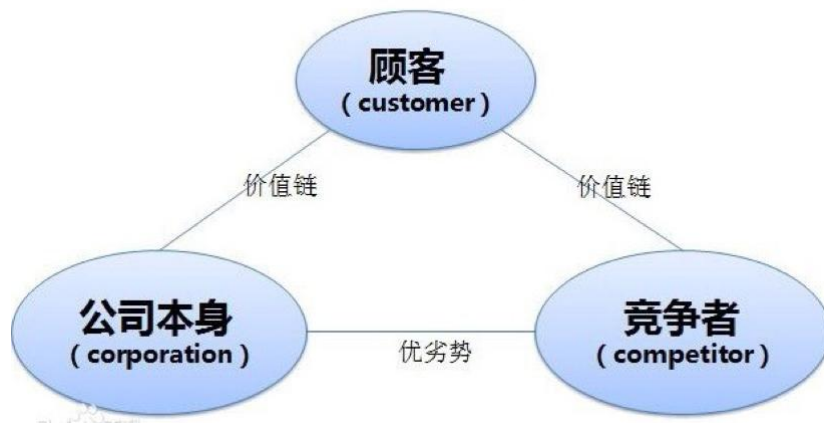 顾客
（customer）
价值链
价值链
公司本身
（corporation）
优劣势
竞争者
（competitor）